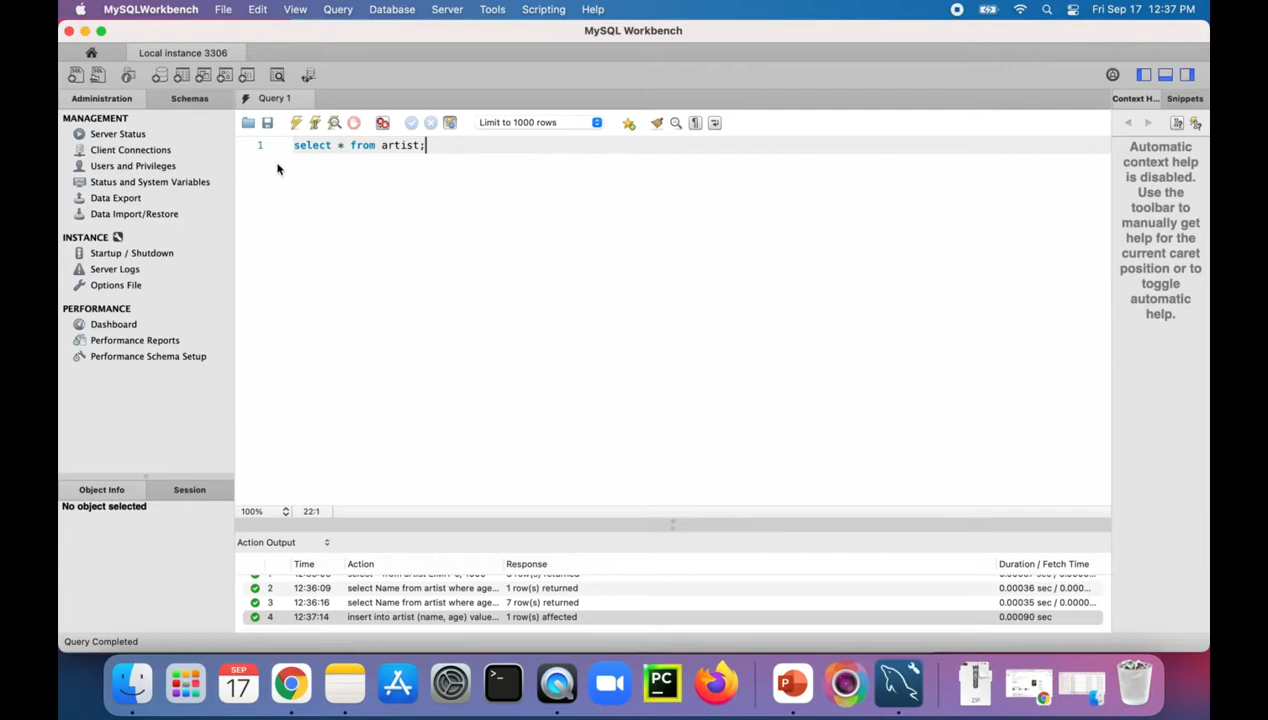 MySQLWorkbench File Edit View Query Database Server Tools Scripting Help Fri Sep 17 12:37 PM
MySQL Workbench
Local instance 3306
Administration Schemas Query 1 Context H... Snippets
MANAGEMENT
Server Status
Client Connections
Users and Privileges
Status and System Variables
Data Export
Data Import/Restore
INSTANCE
Startup / Shutdown
Server Logs
Options File
PERFORMANCE
Dashboard
Performance Reports
Performance Schema Setup
Limit to 1000 rows
1 select * from artist;
Automatic
context help
is disabled.
Use the
toolbar to
manually get
help for the
current caret
position or to
toggle
automatic
help.
Object Info Session
No object selected
100% 22:1
Action Output
Time Action Response Duration / Fetch Time
2 12:36:09 select Name from artist where age... 1 row(s) returned 0.00036 sec / 0.0000...
3 12:36:16 select Name from artist where age... 7 row(s) returned 0.00035 sec / 0.0000...
4 12:37:14 insert into artist (name, age) value... 1 row(s) affected 0.00090 sec
Query Completed
SEP
17
PC
ZIP